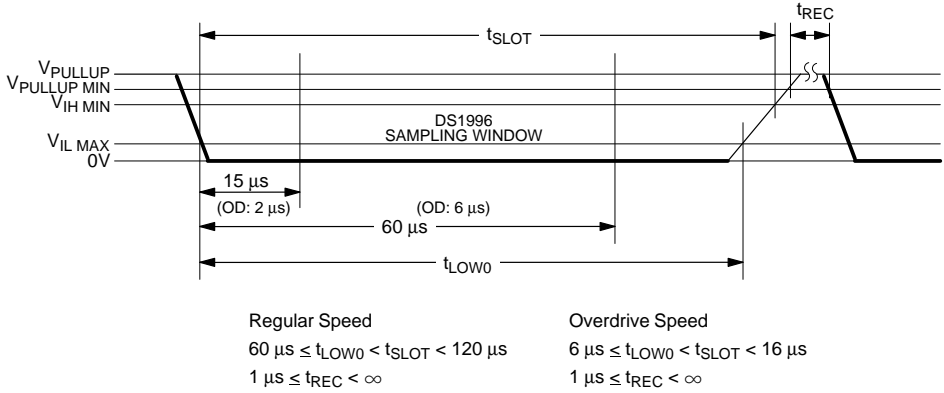 tREC
tSLOT
VPULLUP
VPULLUP MIN
VIH MIN
DS1996
SAMPLING WINDOW
VIL MAX
0V
15 μs
(OD: 2 μs)
(OD: 6 μs)
60 μs
tLOW0
Regular Speed
60 μs ≤ tLOW0 < tSLOT < 120 μs
1 μs ≤ tREC < ∞
Overdrive Speed
6 μs ≤ tLOW0 < tSLOT < 16 μs
1 μs ≤ tREC < ∞